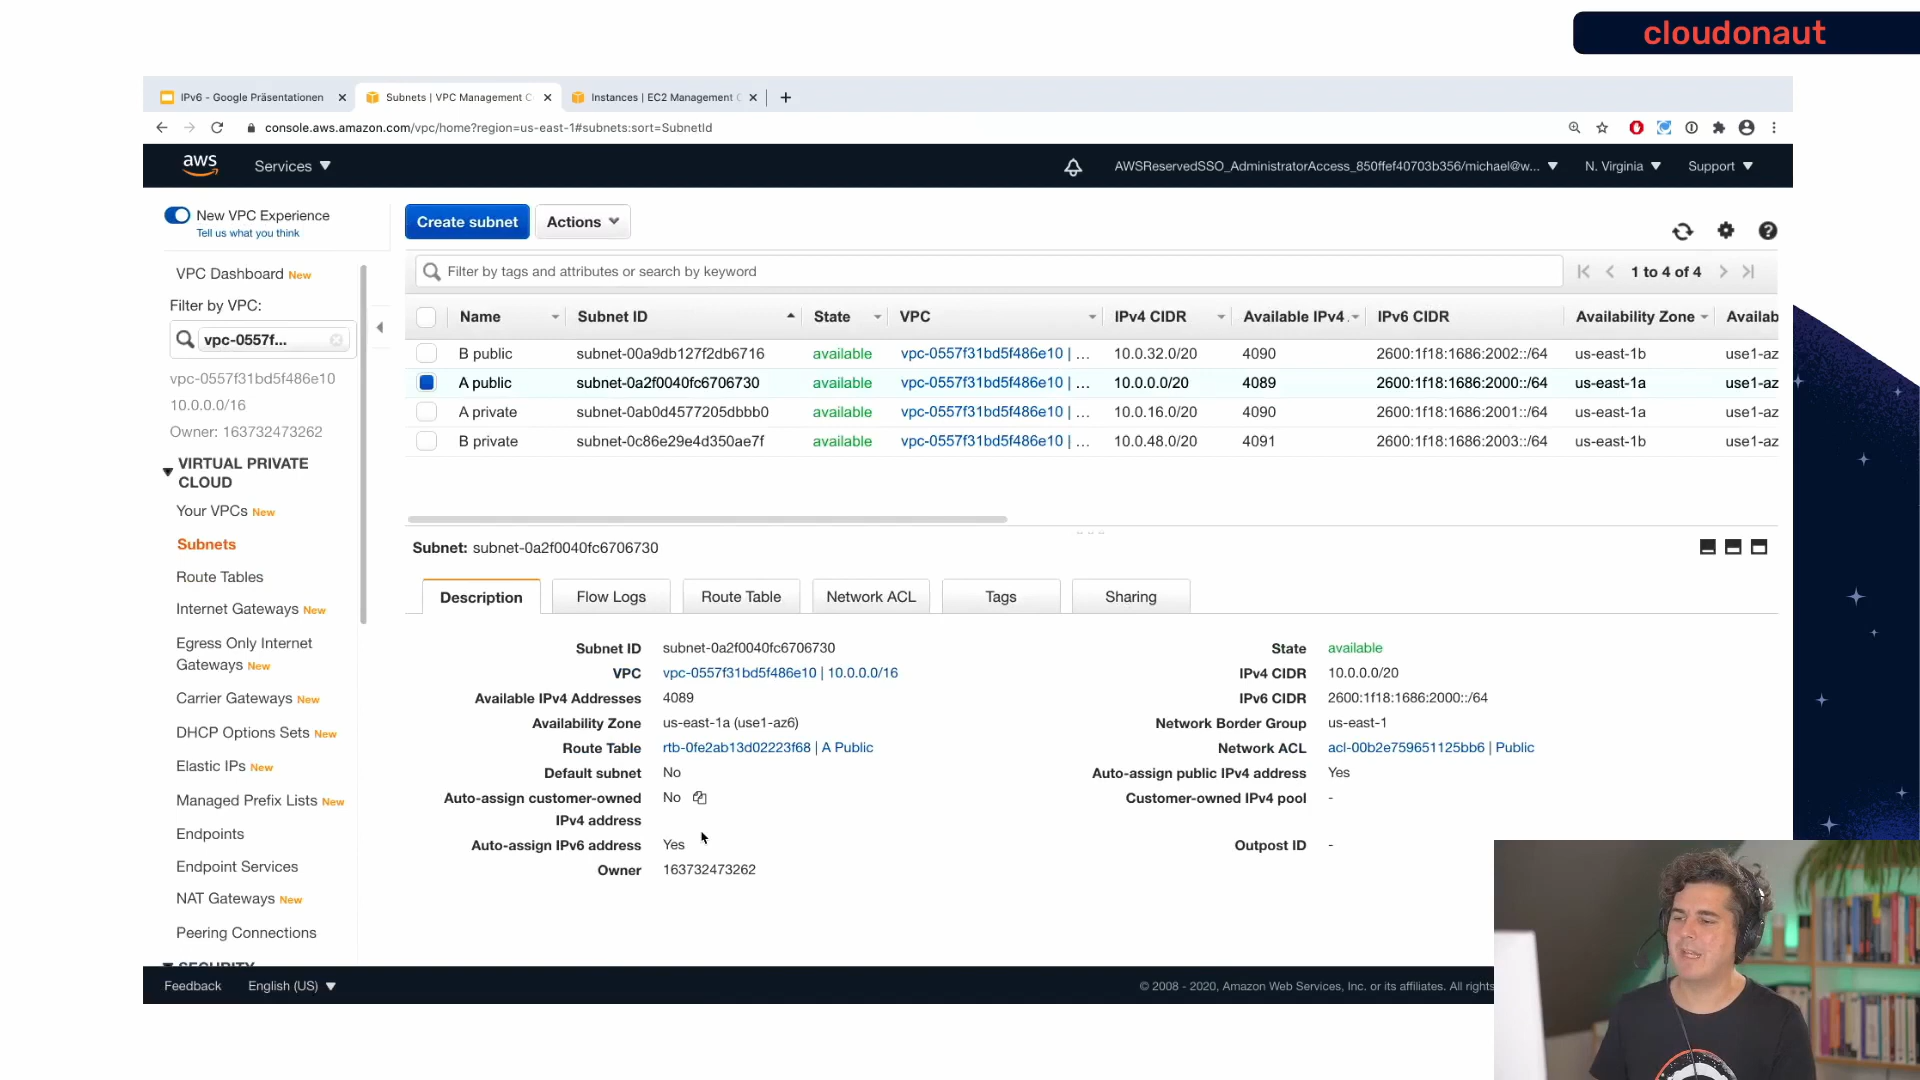 cloudonaut
IPv6 - Google Präsentationen
Subnets | VPC Management C
Instances | EC2 Management C
console.aws.amazon.com/vpc/home?region=us-east-1#subnets:sort=SubnetId
aws
Services
AWSReservedSSO_AdministratorAccess_850ffef40703b356/michael@w...
N. Virginia
Support
New VPC Experience
Tell us what you think
Create subnet
Actions
VPC Dashboard New
Filter by VPC:
vpc-0557f...
vpc-0557f31bd5f486e10
10.0.0.0/16
Owner: 163732473262
VIRTUAL PRIVATE
CLOUD
Your VPCs New
Subnets
Route Tables
Internet Gateways New
Egress Only Internet
Gateways New
Carrier Gateways New
DHCP Options Sets New
Elastic IPs New
Managed Prefix Lists New
Endpoints
Endpoint Services
NAT Gateways New
Peering Connections
SECURITY
Filter by tags and attributes or search by keyword
1 to 4 of 4
Name Subnet ID State VPC IPv4 CIDR Available IPv4 IPv6 CIDR Availability Zone Availab
B public subnet-00a9db127f2db6716 available vpc-0557f31bd5f486e10 | ... 10.0.32.0/20 4090 2600:1f18:1686:2002::/64 us-east-1b use1-az
A public subnet-0a2f0040fc6706730 available vpc-0557f31bd5f486e10 | ... 10.0.0.0/20 4089 2600:1f18:1686:2000::/64 us-east-1a use1-az
A private subnet-0ab0d4577205dbbb0 available vpc-0557f31bd5f486e10 | ... 10.0.16.0/20 4090 2600:1f18:1686:2001::/64 us-east-1a use1-az
B private subnet-0c86e29e4d350ae7f available vpc-0557f31bd5f486e10 | ... 10.0.48.0/20 4091 2600:1f18:1686:2003::/64 us-east-1b use1-az
Subnet: subnet-0a2f0040fc6706730
Description Flow Logs Route Table Network ACL Tags Sharing
Subnet ID subnet-0a2f0040fc6706730 State available
VPC vpc-0557f31bd5f486e10 | 10.0.0.0/16 IPv4 CIDR 10.0.0.0/20
Available IPv4 Addresses 4089 IPv6 CIDR 2600:1f18:1686:2000::/64
Availability Zone us-east-1a (use1-az6) Network Border Group us-east-1
Route Table rtb-0fe2ab13d02223f68 | A Public Network ACL acl-00b2e759651125bb6 | Public
Default subnet No Auto-assign public IPv4 address Yes
Auto-assign customer-owned No Customer-owned IPv4 pool -
IPv4 address
Auto-assign IPv6 address Yes Outpost ID -
Owner 163732473262
Feedback English (US) © 2008 - 2020, Amazon Web Services, Inc. or its affiliates. All rights